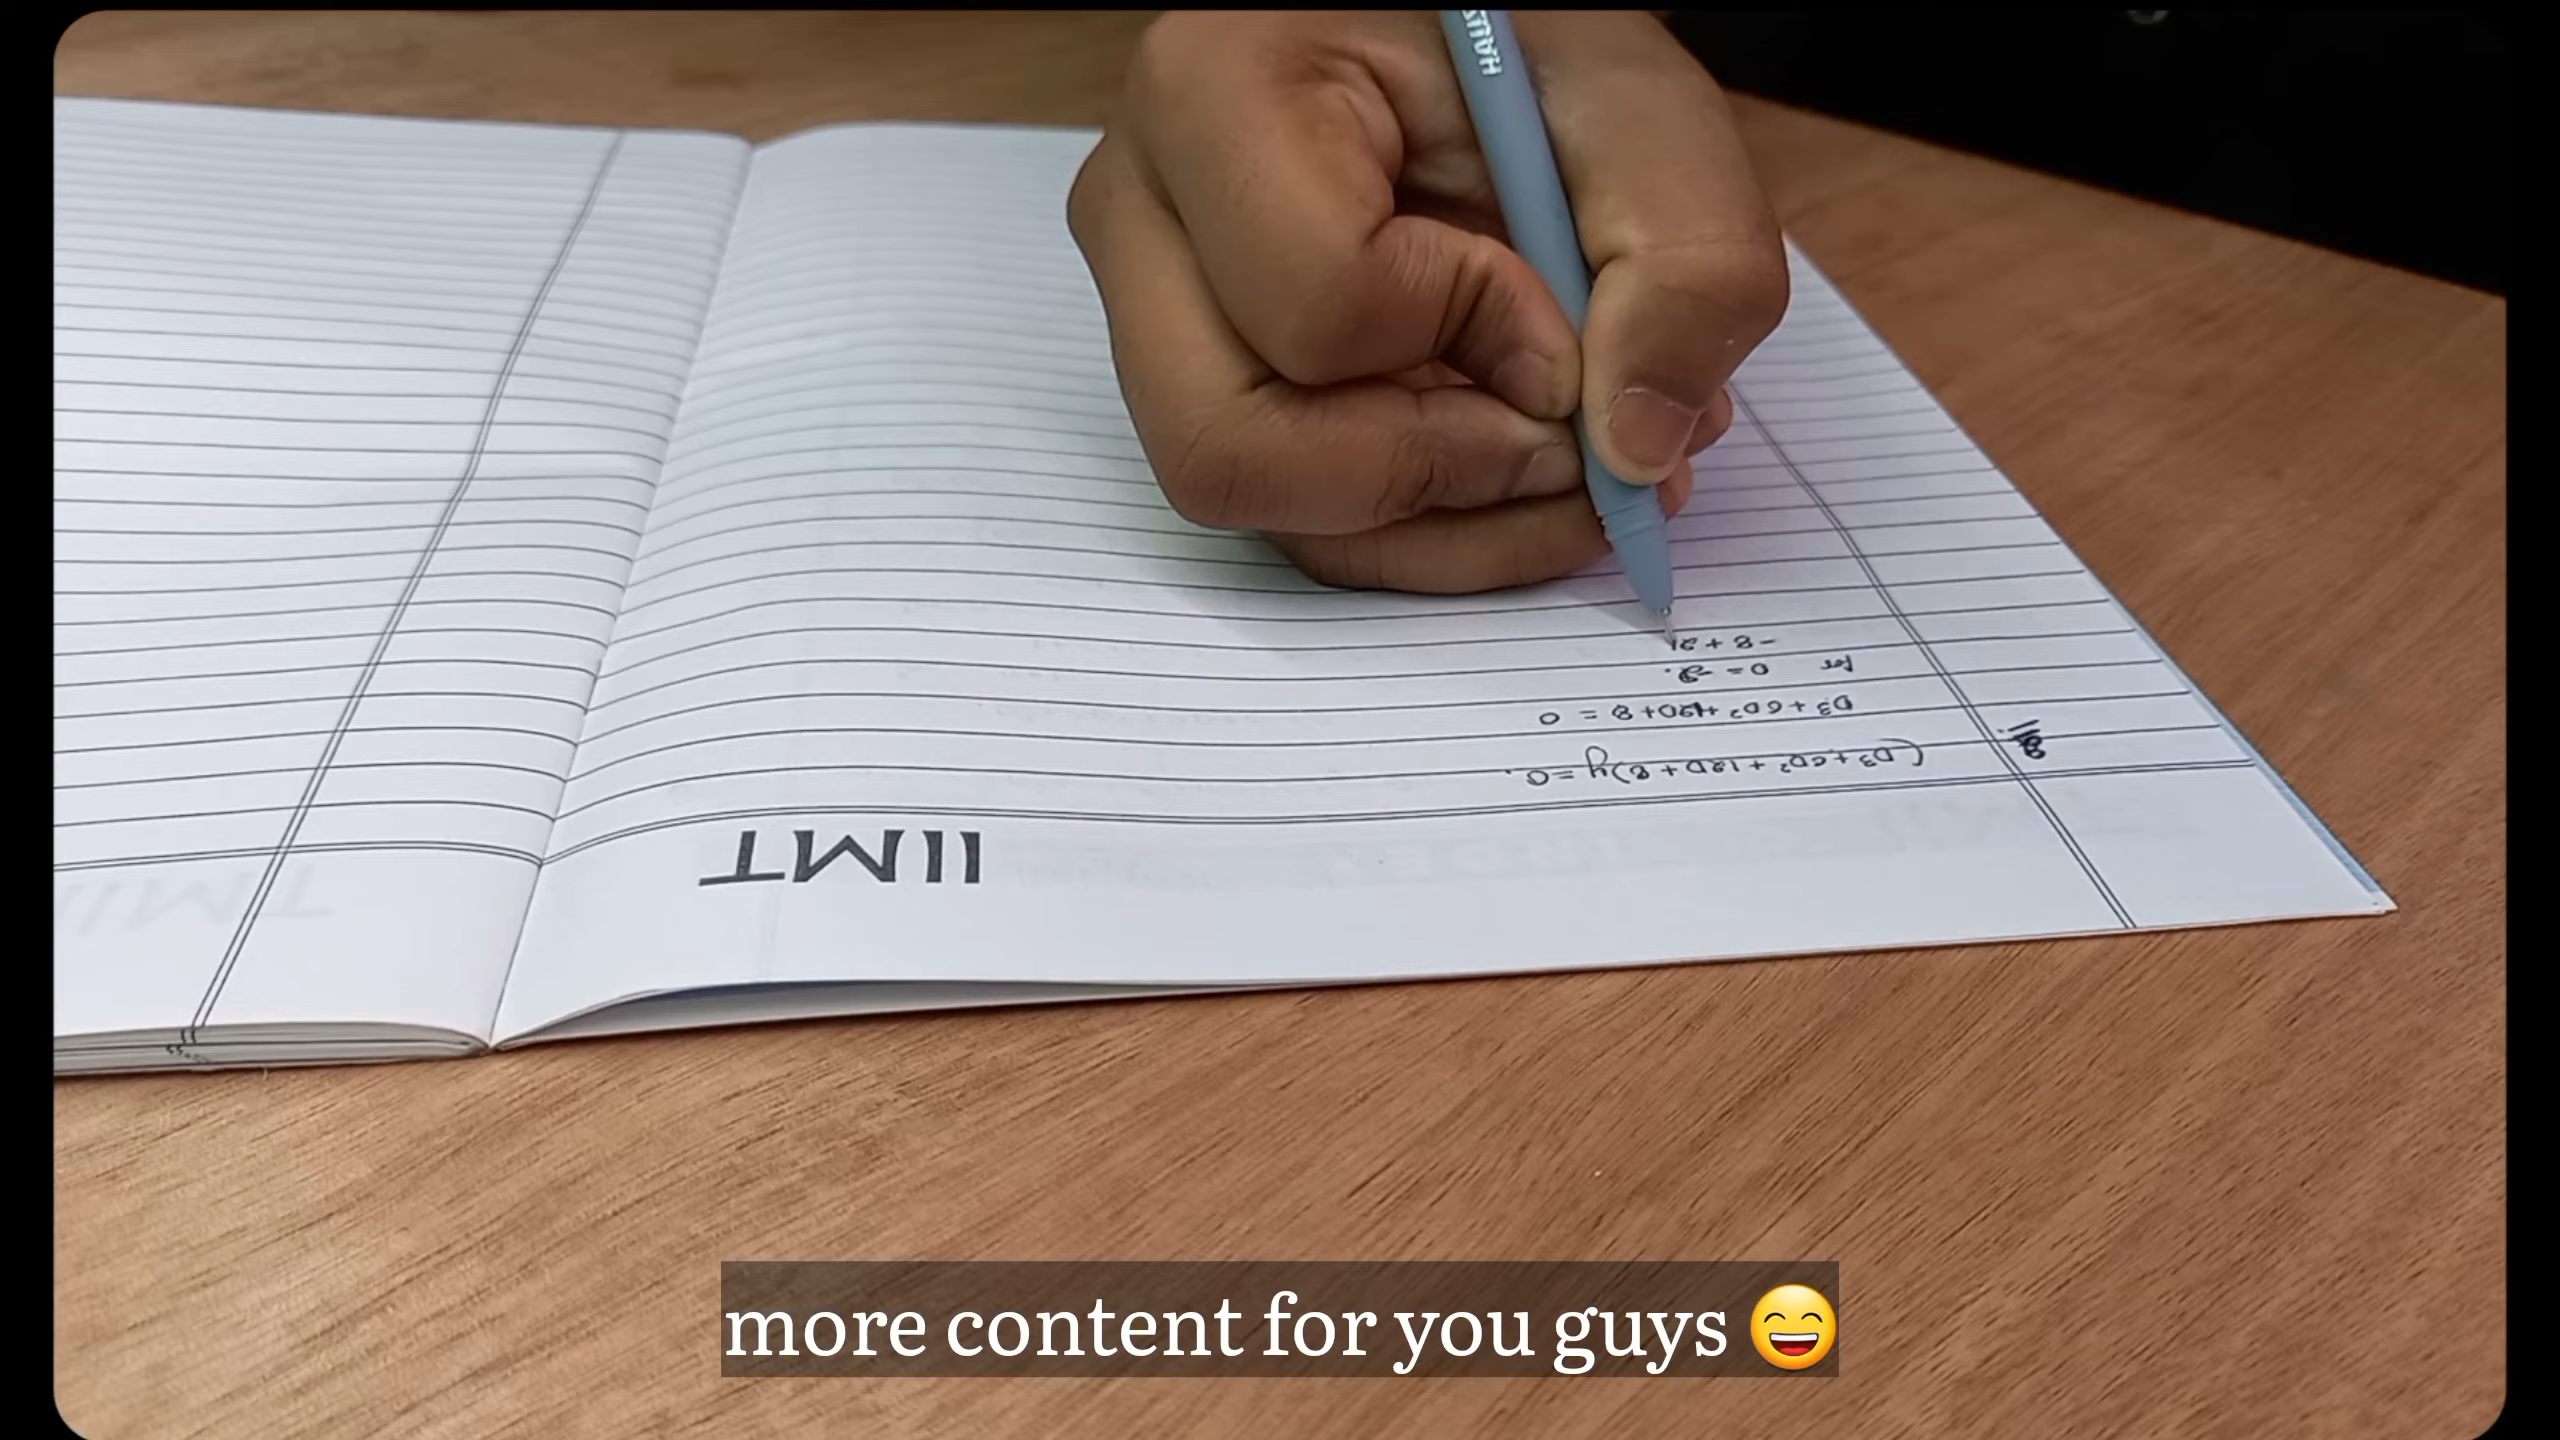 HAUSER
IIMT
Q1. (D³+6D²+12D+8)y=0.
D³+6D²+12D+8 = 0
for D = -2.
-8 + 24
more content for you guys 😄